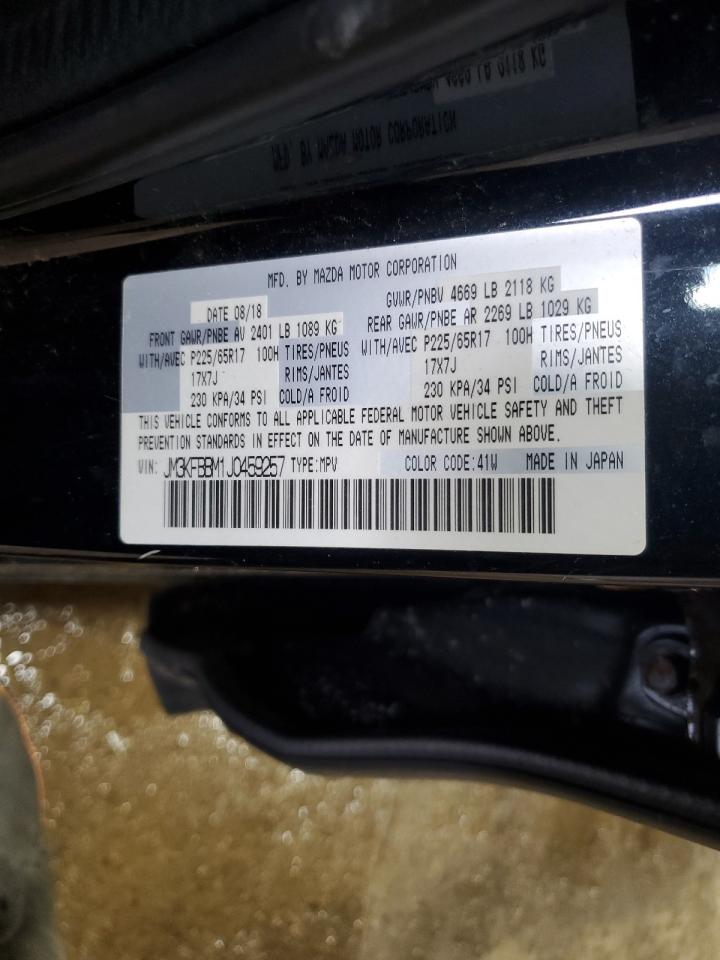 MFD. BY MAZDA MOTOR CORPORATION
DATE 08/18
GVWR/PNBV 4669 LB 2118 KG
FRONT GAWR/PNBE AV 2401 LB 1089 KG
REAR GAWR/PNBE AR 2269 LB 1029 KG
WITH/AVEC P225/65R17 100H TIRES/PNEUS
WITH/AVEC P225/65R17 100H TIRES/PNEUS
17X7J RIMS/JANTES
17X7J RIMS/JANTES
230 KPA/34 PSI COLD/A FROID
230 KPA/34 PSI COLD/A FROID
THIS VEHICLE CONFORMS TO ALL APPLICABLE FEDERAL MOTOR VEHICLE SAFETY AND THEFT
PREVENTION STANDARDS IN EFFECT ON THE DATE OF MANUFACTURE SHOWN ABOVE.
VIN: JM3KFBBM1J0459257 TYPE:MPV COLOR CODE:41W MADE IN JAPAN